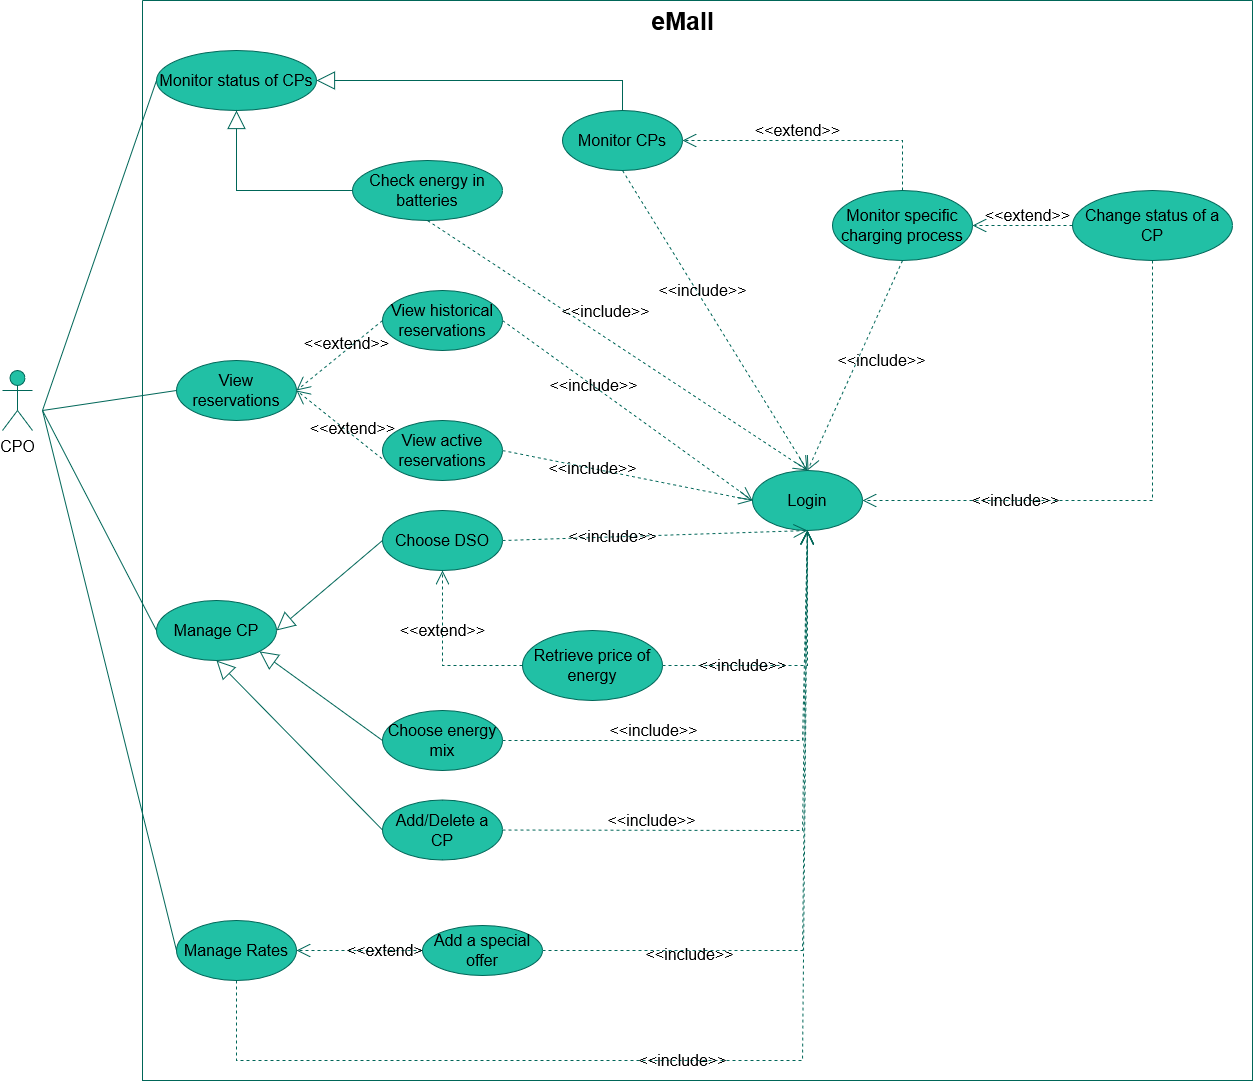 eMall
Monitor status of CPs
Monitor CPs
<<extend>>
Check energy in
batteries
Monitor specific
charging process
<<extend>>
Change status of a
CP
<<include>>
<<include>>
View historical
reservations
<<extend>>
<<include>>
View
reservations
<<include>>
<<extend>>
View active
reservations
<<include>>
CPO
Login
<<include>>
Choose DSO
<<include>>
Manage CP
<<extend>>
Retrieve price of
energy
<<include>>
Choose energy
mix
<<include>>
Add/Delete a
CP
<<include>>
Manage Rates
<<extend>
Add a special
offer
<<include>>
<<include>>